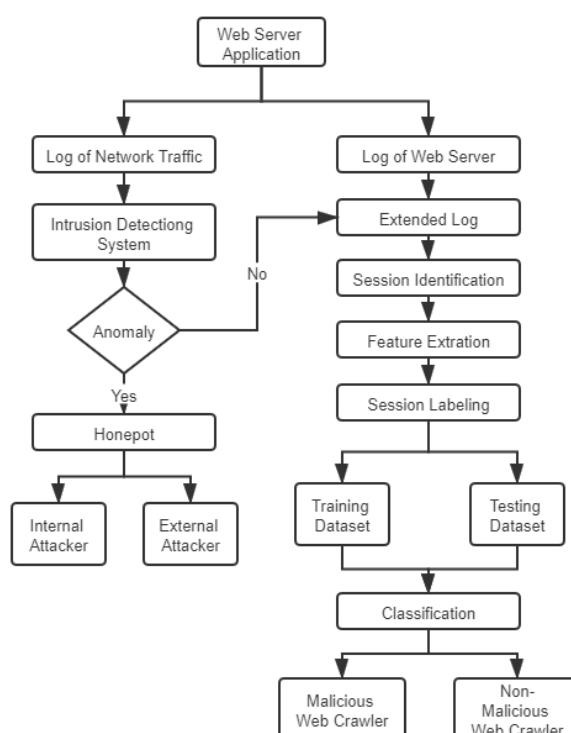 Web Server
Application
Log of Network Traffic
Log of Web Server
Intrusion Detectiong
System
Extended Log
No
Session Identification
Anomaly
Feature Extration
Yes
Session Labeling
Honepot
Training
Dataset
Testing
Dataset
Internal
Attacker
External
Attacker
Classification
Malicious
Web Crawler
Non-
Malicious
Web Crawler